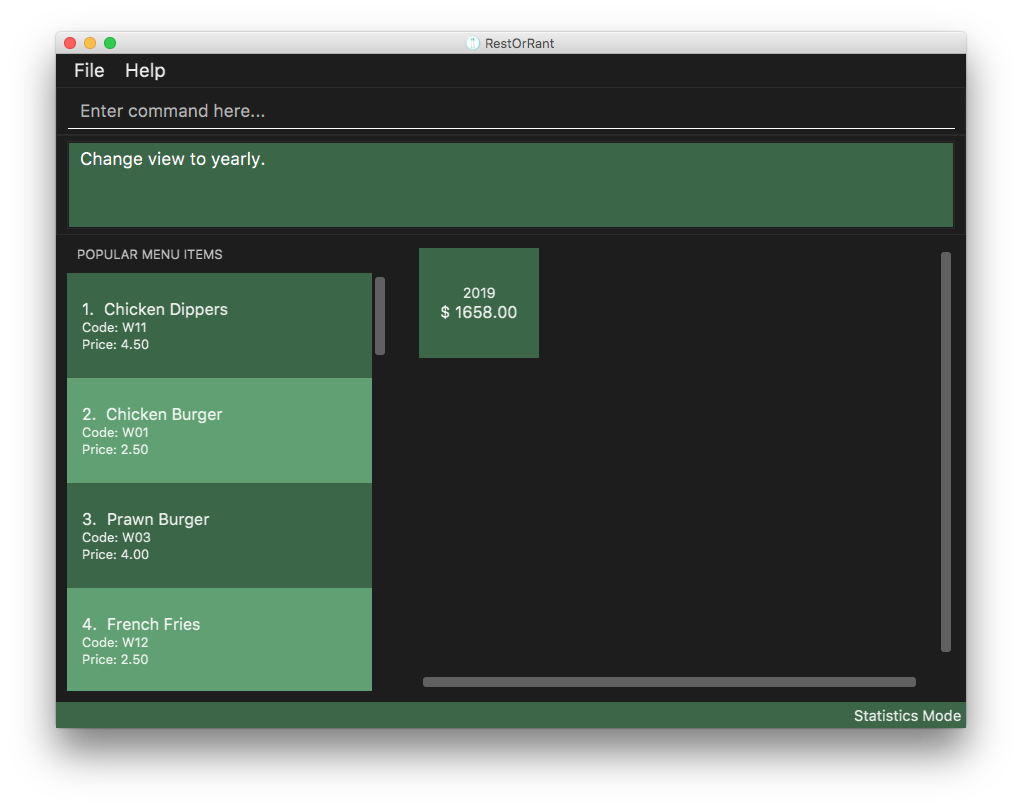 RestOrRant
File Help
Enter command here...
Change view to yearly.
POPULAR MENU ITEMS
1. Chicken Dippers
Code: W11
Price: 4.50
2. Chicken Burger
Code: W01
Price: 2.50
3. Prawn Burger
Code: W03
Price: 4.00
4. French Fries
Code: W12
Price: 2.50
2019
$ 1658.00
Statistics Mode